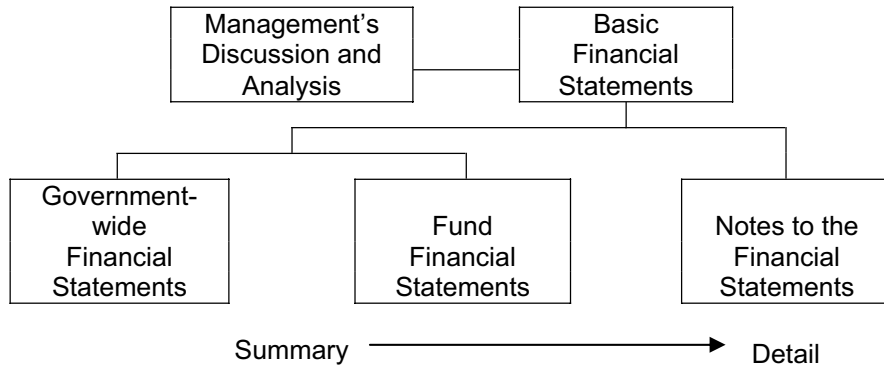 Management’s
Discussion and
Analysis
Basic
Financial
Statements
Government-
wide
Financial
Statements
Fund
Financial
Statements
Notes to the
Financial
Statements
Summary
Detail